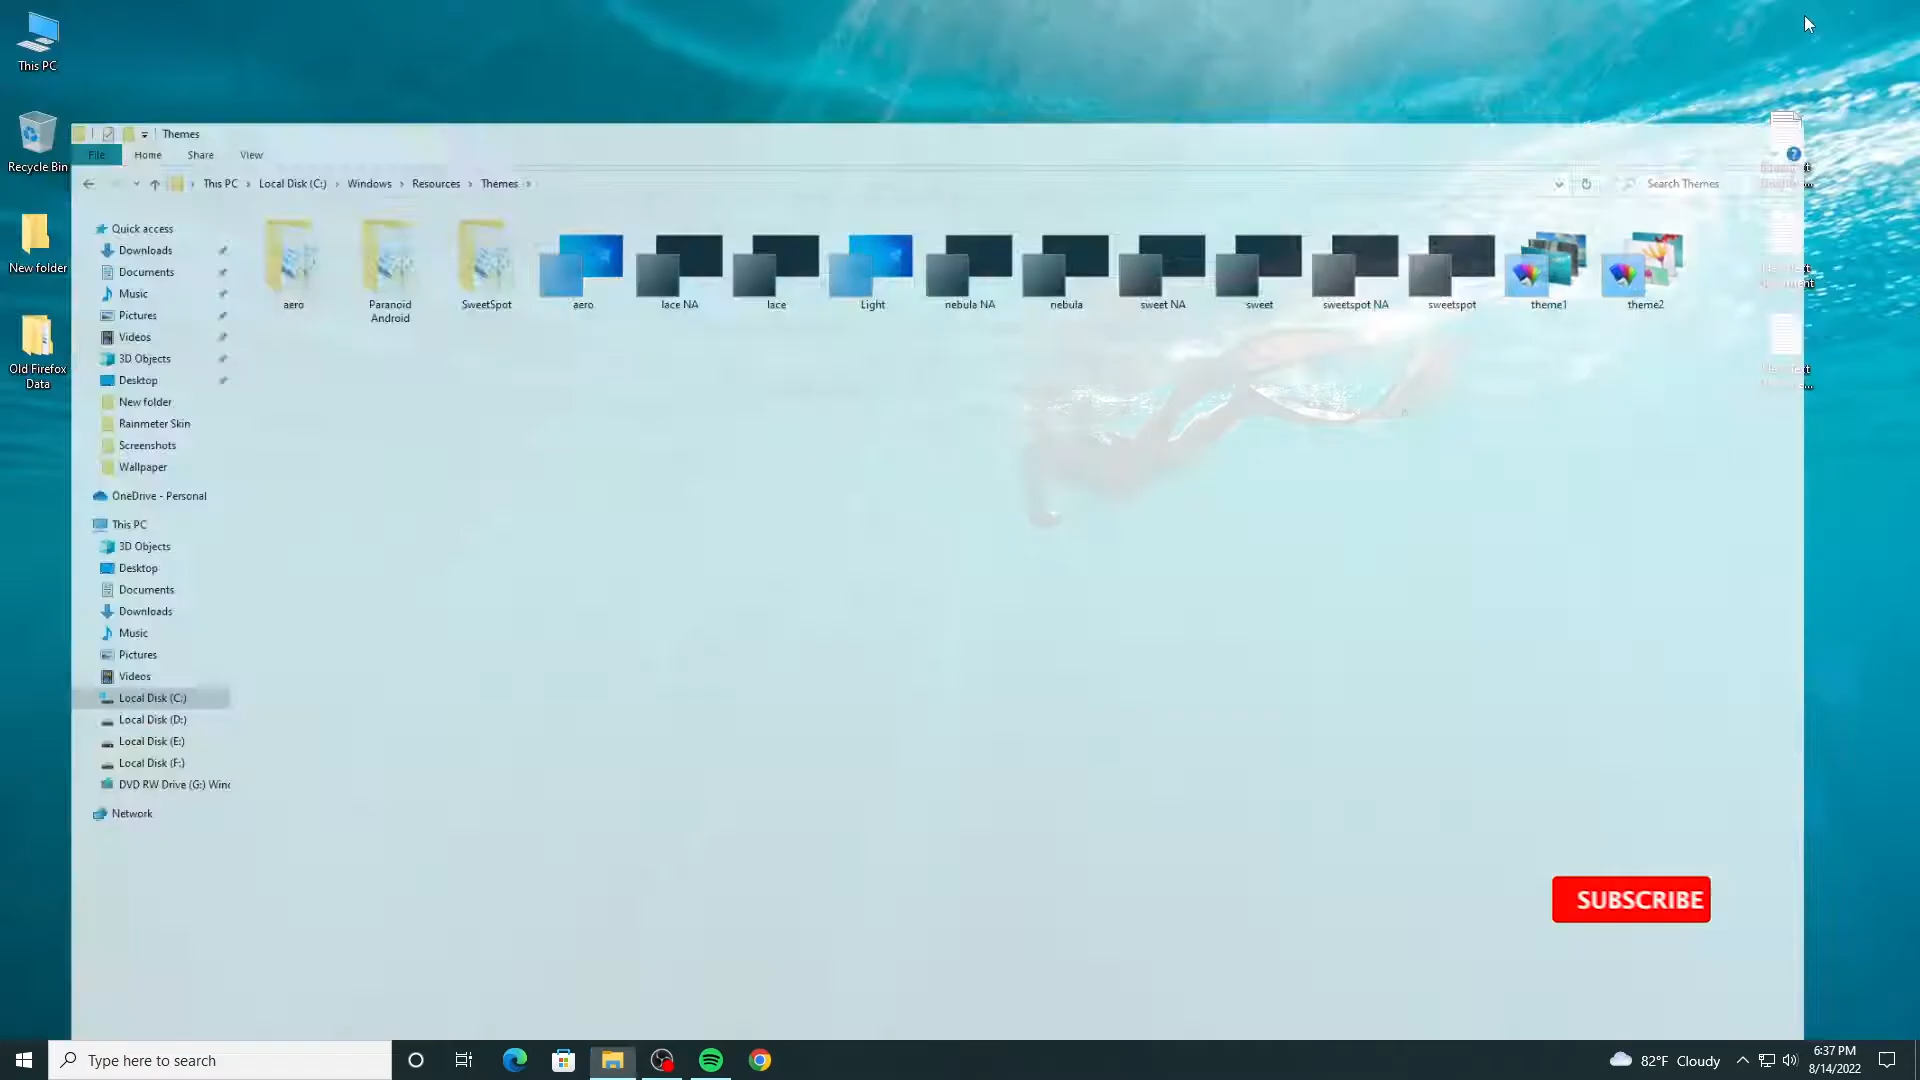 This PC
Recycle Bin
New folder
Old Firefox
Data
Themes
File
Home
Share
View
This PC
Local Disk (C:)
Windows
Resources
Themes
Search Themes
Quick access
Downloads
Documents
Music
Pictures
Videos
3D Objects
Desktop
New folder
Rainmeter Skin
Screenshots
Wallpaper
OneDrive - Personal
This PC
3D Objects
Desktop
Documents
Downloads
Music
Pictures
Videos
Local Disk (C:)
Local Disk (D:)
Local Disk (E:)
Local Disk (F:)
DVD RW Drive (G:) Winc
Network
aero
Paranoid
Android
SweetSpot
aero
lace NA
lace
Light
nebula NA
nebula
sweet NA
sweet
sweetspot NA
sweetspot
theme1
theme2
SUBSCRIBE
Type here to search
82°F Cloudy
6:37 PM
8/14/2022